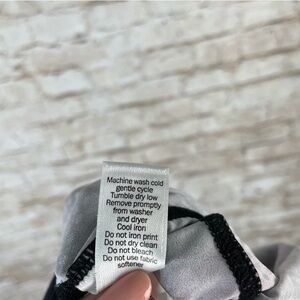 Machine wash cold
gentle cycle
Tumble dry low
Remove promptly
from washer
and dryer
Cool iron
Do not iron print
Do not dry clean
Do not bleach
Do not use fabric
softener